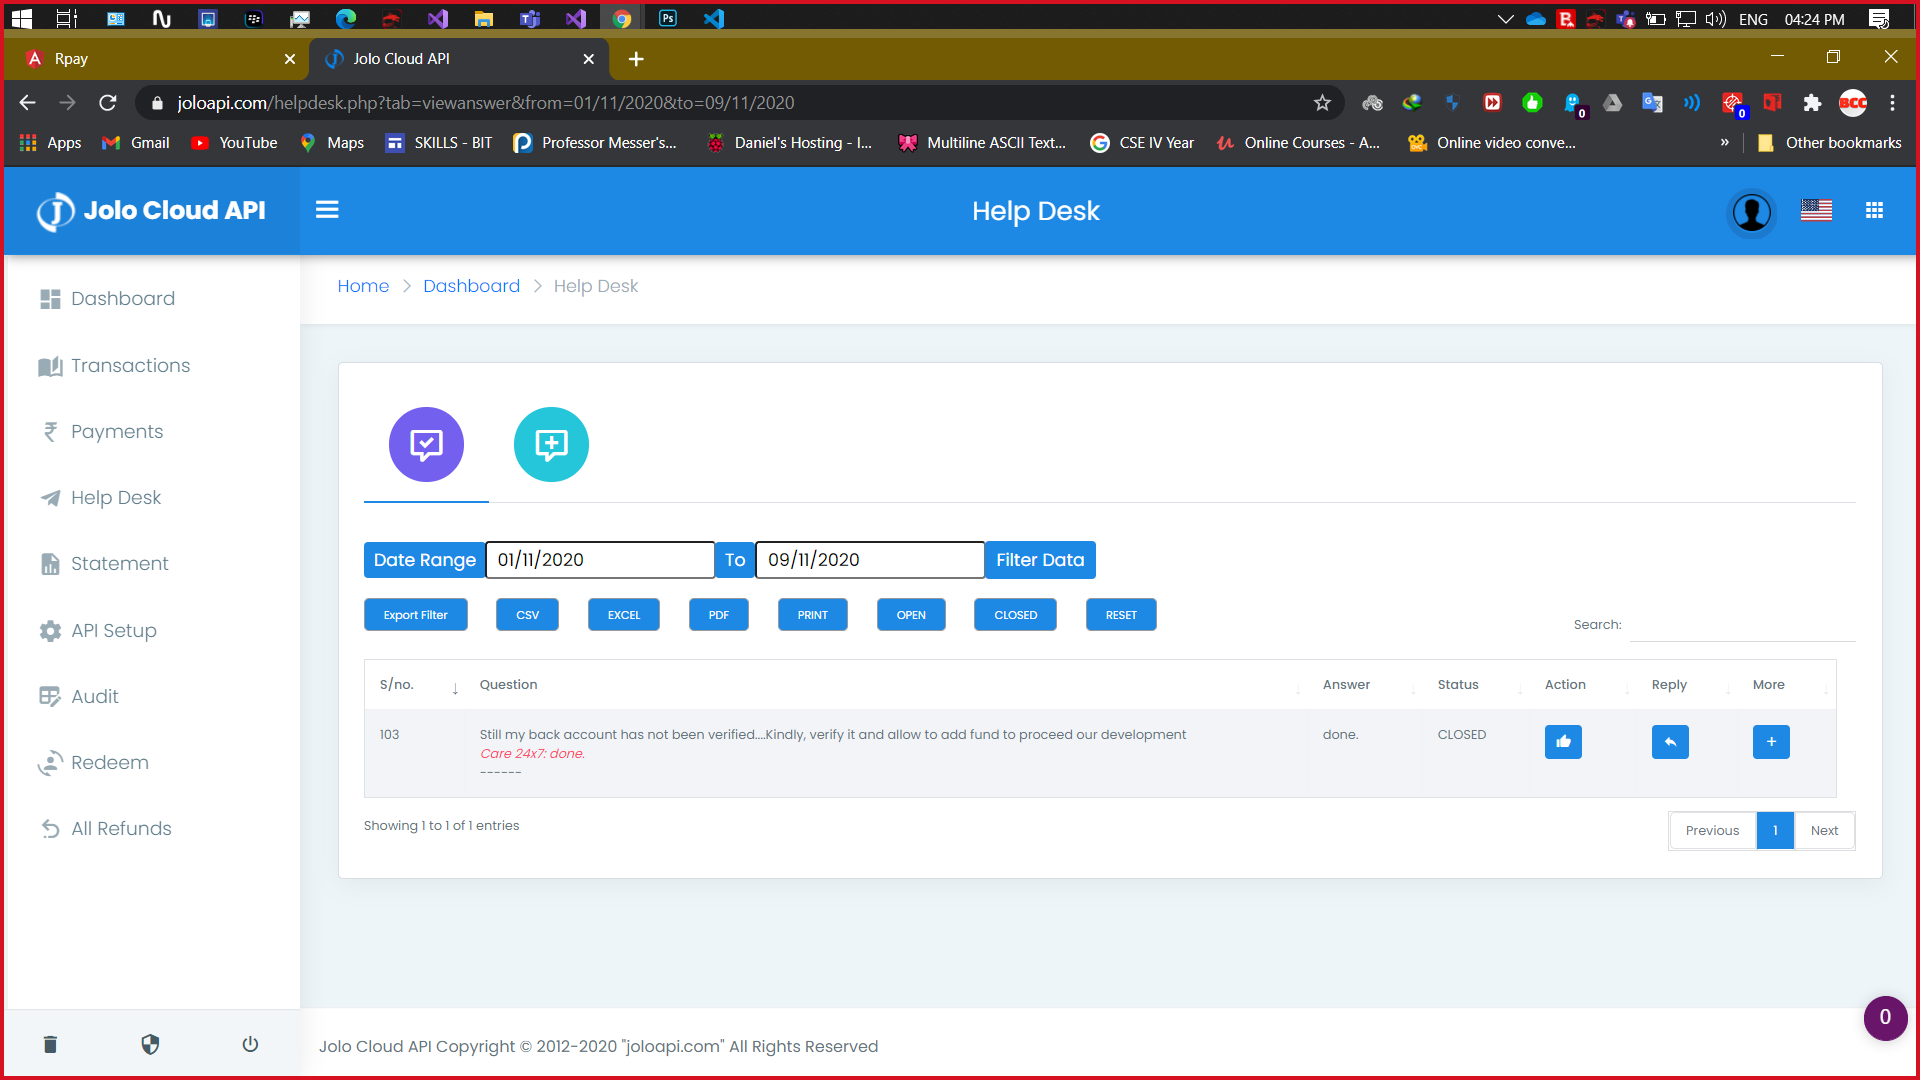 ENG 04:24 PM
Rpay
Jolo Cloud API
joloapi.com/helpdesk.php?tab=viewanswer&from=01/11/2020&to=09/11/2020
Apps Gmail YouTube Maps SKILLS - BIT Professor Messer's... Daniel's Hosting - I... Multiline ASCII Text... CSE IV Year Online Courses - A... Online video conve... » Other bookmarks
Jolo Cloud API
Help Desk
Home > Dashboard > Help Desk
Dashboard
Transactions
Payments
Help Desk
Statement
API Setup
Audit
Redeem
All Refunds
Date Range 01/11/2020 To 09/11/2020 Filter Data
Export Filter CSV EXCEL PDF PRINT OPEN CLOSED RESET
Search:
S/no. Question Answer Status Action Reply More
103 Still my back account has not been verified....Kindly, verify it and allow to add fund to proceed our development done. CLOSED
Care 24x7: done.
------
Showing 1 to 1 of 1 entries
Previous 1 Next
0
Jolo Cloud API Copyright © 2012-2020 "joloapi.com" All Rights Reserved